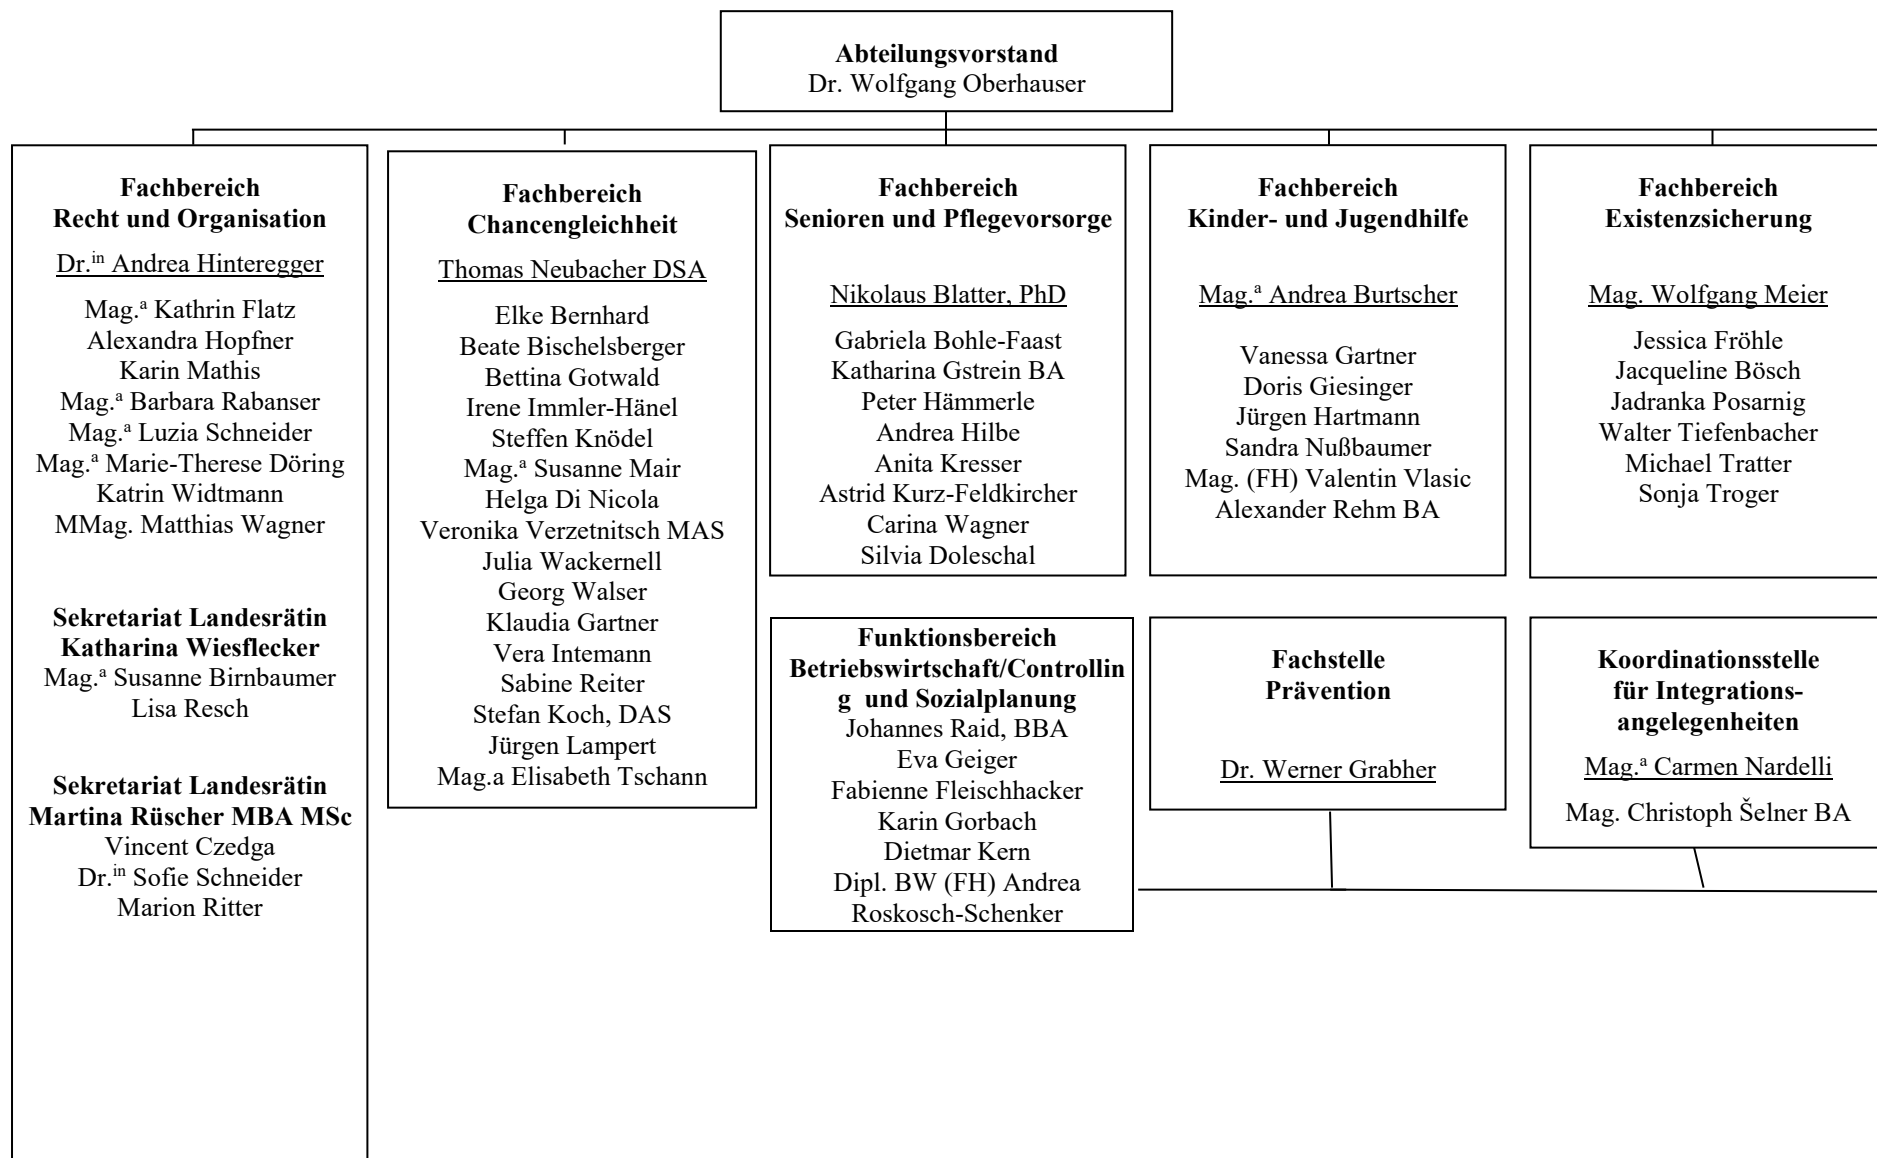 Abteilungsvorstand
Dr. Wolfgang Oberhauser
Fachbereich
Recht und Organisation
Dr.in Andrea Hinteregger
Mag.a Kathrin Flatz
Alexandra Hopfner
Karin Mathis
Mag.a Barbara Rabanser
Mag.a Luzia Schneider
Mag.a Marie-Therese Döring
Katrin Widtmann
MMag. Matthias Wagner
Sekretariat Landesrätin
Katharina Wiesflecker
Mag.a Susanne Birnbaumer
Lisa Resch
Sekretariat Landesrätin
Martina Rüscher MBA MSc
Vincent Czedga
Dr.in Sofie Schneider
Marion Ritter
Fachbereich
Chancengleichheit
Thomas Neubacher DSA
Elke Bernhard
Beate Bischelsberger
Bettina Gotwald
Irene Immler-Hänel
Steffen Knödel
Mag.a Susanne Mair
Helga Di Nicola
Veronika Verzetnitsch MAS
Julia Wackernell
Georg Walser
Klaudia Gartner
Vera Intemann
Sabine Reiter
Stefan Koch, DAS
Jürgen Lampert
Mag.a Elisabeth Tschann
Fachbereich
Senioren und Pflegevorsorge
Nikolaus Blatter, PhD
Gabriela Bohle-Faast
Katharina Gstrein BA
Peter Hämmerle
Andrea Hilbe
Anita Kresser
Astrid Kurz-Feldkircher
Carina Wagner
Silvia Doleschal
Fachbereich
Kinder- und Jugendhilfe
Mag.a Andrea Burtscher
Vanessa Gartner
Doris Giesinger
Jürgen Hartmann
Sandra Nußbaumer
Mag. (FH) Valentin Vlasic
Alexander Rehm BA
Fachbereich
Existenzsicherung
Mag. Wolfgang Meier
Jessica Fröhle
Jacqueline Bösch
Jadranka Posarnig
Walter Tiefenbacher
Michael Tratter
Sonja Troger
Funktionsbereich
Betriebswirtschaft/Controllin
g und Sozialplanung
Johannes Raid, BBA
Eva Geiger
Fabienne Fleischhacker
Karin Gorbach
Dietmar Kern
Dipl. BW (FH) Andrea
Roskosch-Schenker
Fachstelle
Prävention
Dr. Werner Grabher
Koordinationsstelle
für Integrations-
angelegenheiten
Mag.a Carmen Nardelli
Mag. Christoph Šelner BA